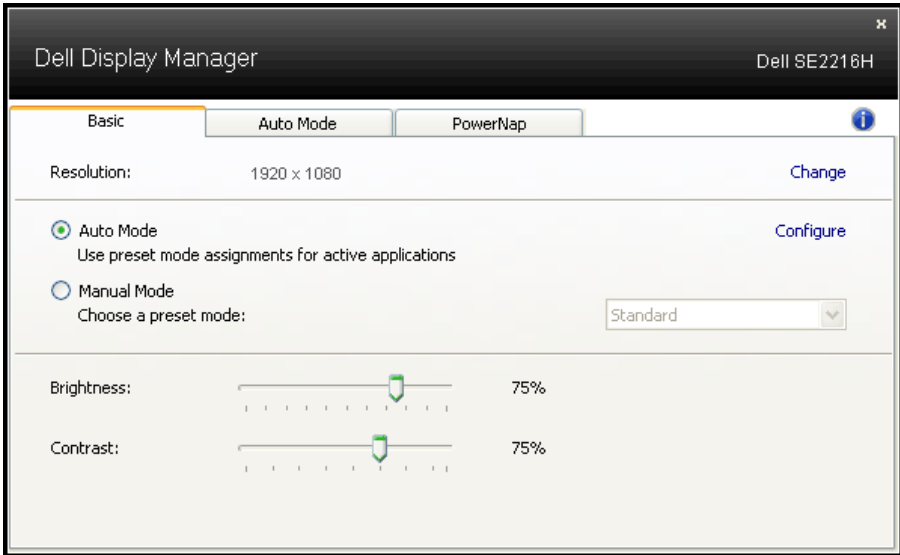 x
Dell Display Manager
Dell SE2216H
Basic
Auto Mode
PowerNap
i
Resolution:
1920 x 1080
Change
Auto Mode
Configure
Use preset mode assignments for active applications
Manual Mode
Choose a preset mode:
Standard
Brightness:
75%
Contrast:
75%